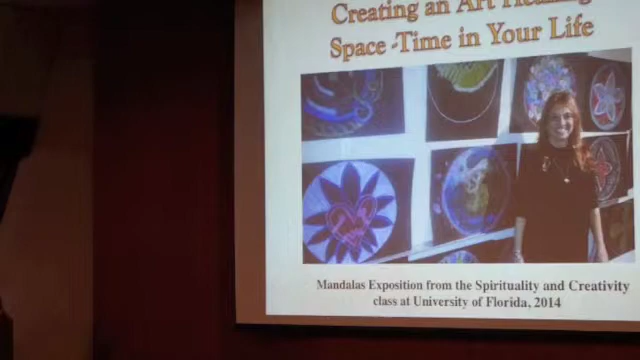 Creating an Art Healing
Space -Time in Your Life
Mandalas Exposition from the Spirituality and Creativity
class at University of Florida, 2014